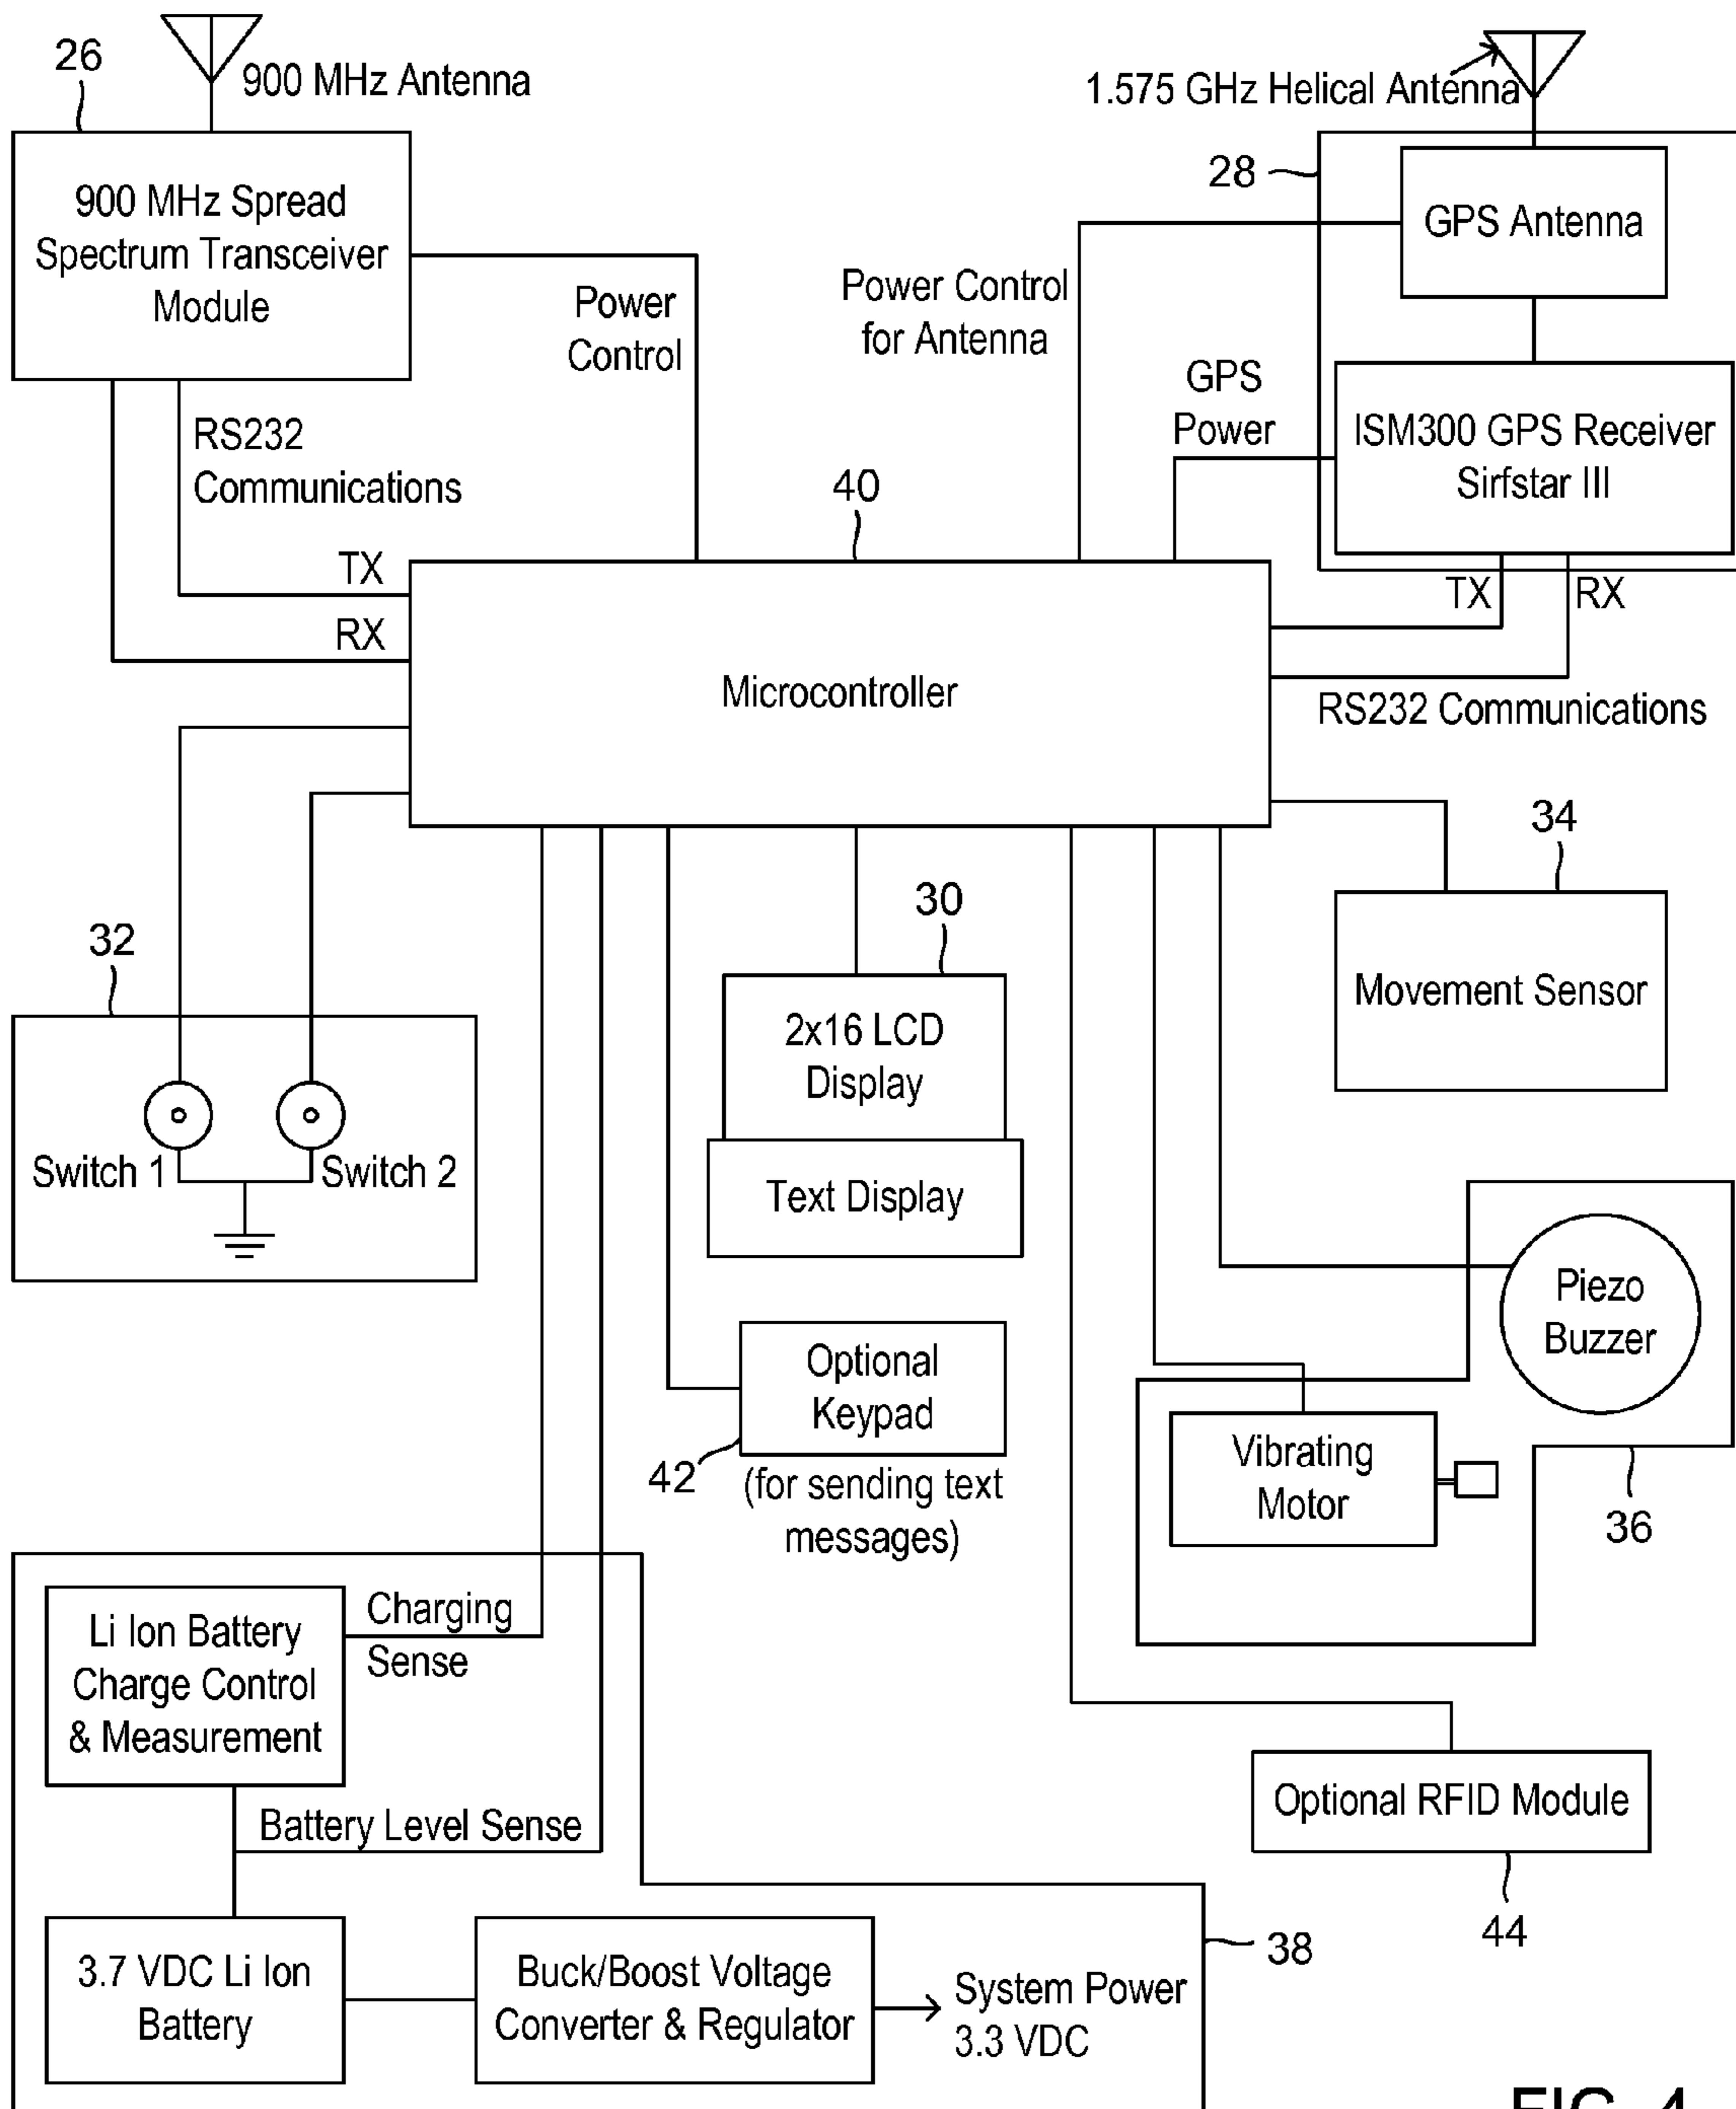 26
900 MHz Antenna
1.575 GHz Helical Antenna
28
900 MHz Spread
Spectrum Transceiver
Module
GPS Antenna
Power
Control
Power Control
for Antenna
GPS
Power
ISM300 GPS Receiver
Sirfstar III
RS232
Communications
40
TX
RX
TX
RX
Microcontroller
RS232 Communications
34
30
32
Movement Sensor
2x16 LCD
Display
Switch 1
Switch 2
Text Display
Piezo
Buzzer
Optional
Keypad
42
(for sending text
messages)
Vibrating
Motor
36
Li Ion Battery
Charge Control
& Measurement
Charging
Sense
Optional RFID Module
Battery Level Sense
44
38
3.7 VDC Li Ion
Battery
Buck/Boost Voltage
Converter & Regulator
System Power
3.3 VDC
FIG. 4